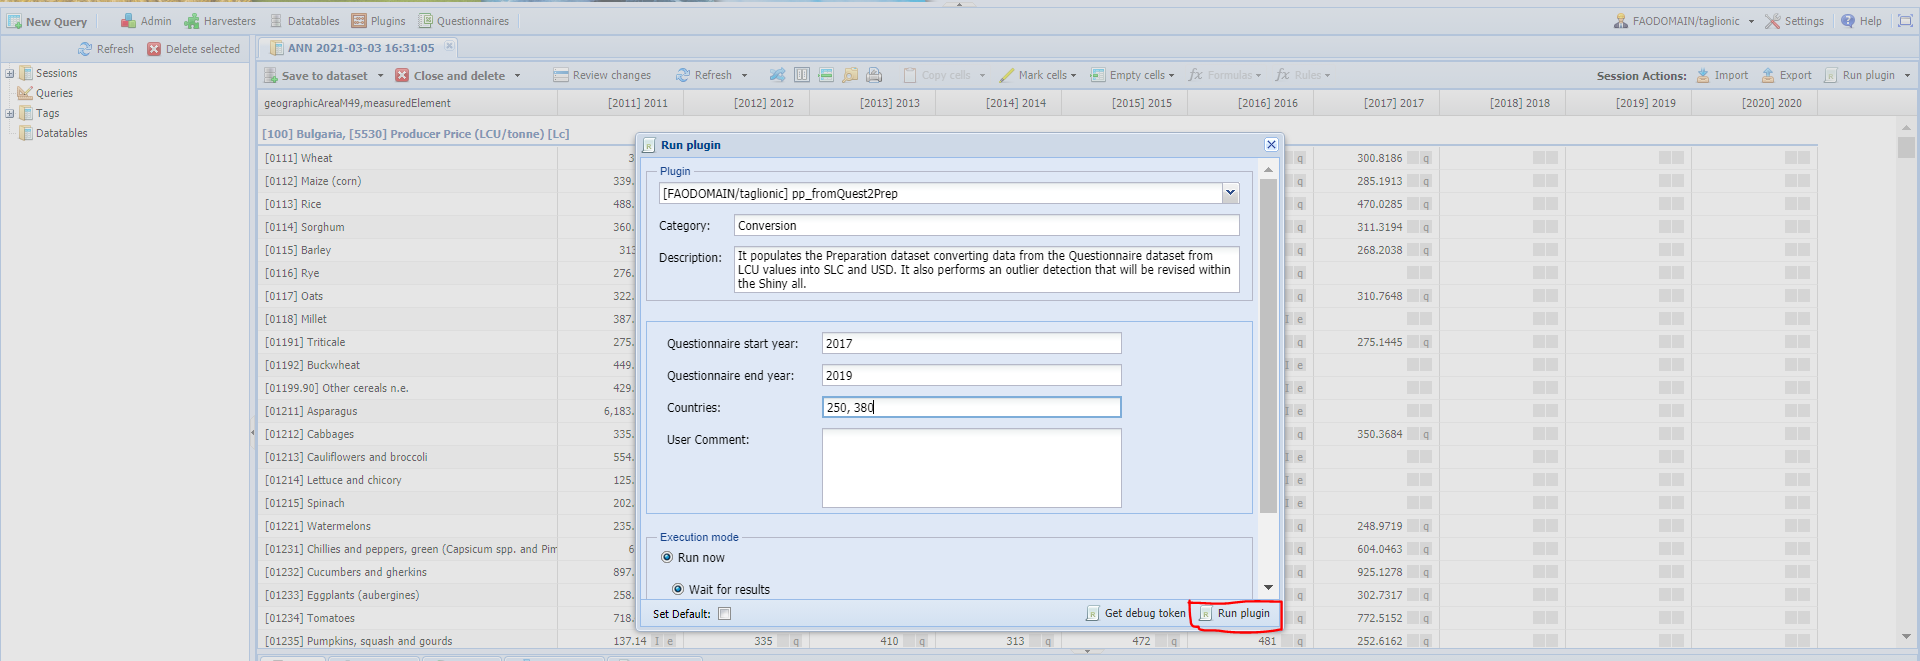 New Query Admin Harvesters Datatables Plugins Questionnaires FAODOMAIN/taglionic Settings Help
Refresh Delete selected ANN 2021-03-03 16:31:05
Save to dataset Close and delete Review changes Refresh Copy cells Mark cells Empty cells Formulas Rules Session Actions: Import Export Run plugin
Sessions
Queries
Tags
Datatables
geographicAreaM49,measuredElement [2011] 2011 [2012] 2012 [2013] 2013 [2014] 2014 [2015] 2015 [2016] 2016 [2017] 2017 [2018] 2018 [2019] 2019 [2020] 2020
[100] Bulgaria, [5530] Producer Price (LCU/tonne) [Lc]
[0111] Wheat q 300.8186 q
[0112] Maize (corn) 339. q 285.1913 q
[0113] Rice 488. q 470.0285 q
[0114] Sorghum 360. q 311.3194 q
[0115] Barley 313 q 268.2038 q
[0116] Rye 276. q
[0117] Oats 322. q 310.7648 q
[0118] Millet 387. I e
[01191] Triticale 275. q 275.1445 q
[01192] Buckwheat 449. I e
[01199.90] Other cereals n.e. 429. I e
[01211] Asparagus 6,183. I e
[01212] Cabbages 335. q 350.3684 q
[01213] Cauliflowers and broccoli 554. I e
[01214] Lettuce and chicory 125. I e
[01215] Spinach 202. I e
[01221] Watermelons 235. q 248.9719 q
[01231] Chillies and peppers, green (Capsicum spp. and Pim 6 q 604.0463 q
[01232] Cucumbers and gherkins 897. q 925.1278 q
[01233] Eggplants (aubergines) 258. q 302.7317 q
[01234] Tomatoes 718. q 772.5152 q
[01235] Pumpkins, squash and gourds 137.14 I e 335 q 410 q 313 q 472 q 481 q 252.6162 q
Run plugin
Plugin
[FAODOMAIN/taglionic] pp_fromQuest2Prep
Category: Conversion
Description: It populates the Preparation dataset converting data from the Questionnaire dataset from
LCU values into SLC and USD. It also performs an outlier detection that will be revised within
the Shiny all.
Questionnaire start year: 2017
Questionnaire end year: 2019
Countries: 250, 380
User Comment:
Execution mode
Run now
Wait for results
Set Default: Get debug token Run plugin